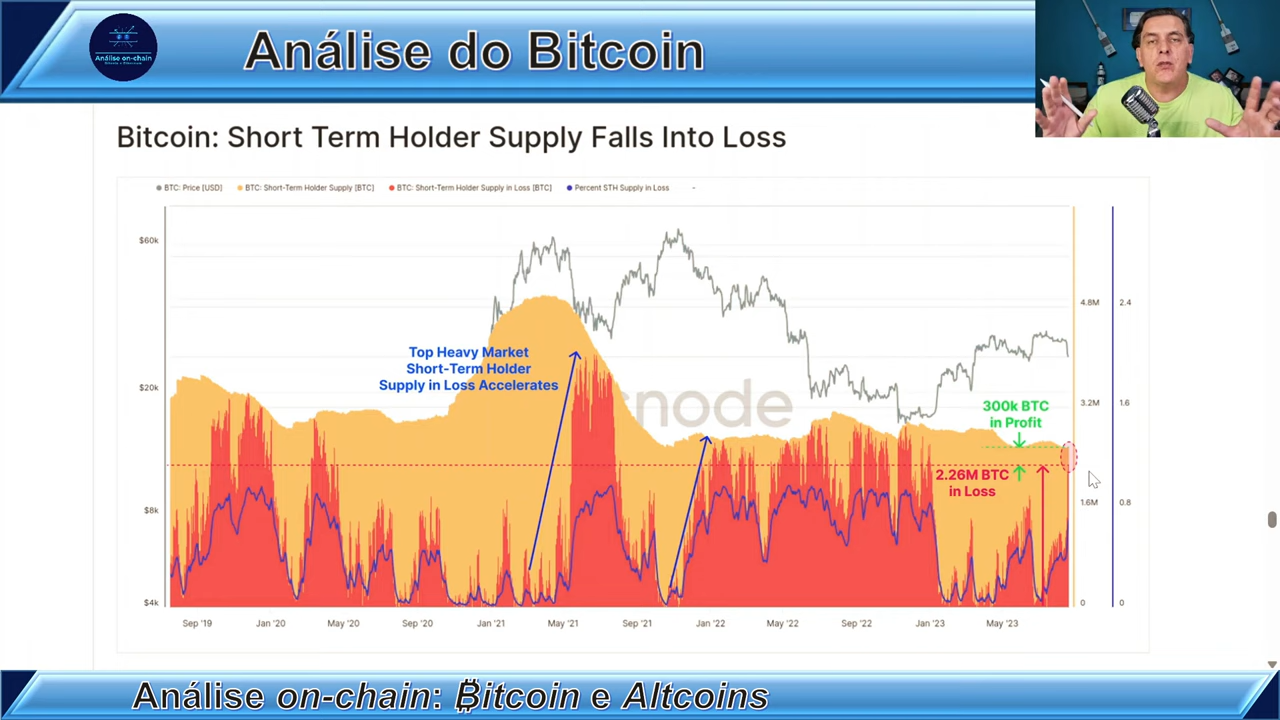 Análise do Bitcoin
Análise on-chain
Bitcoin: Short Term Holder Supply Falls Into Loss
BTC: Price [USD] BTC: Short-Term Holder Supply [BTC] BTC: Short-Term Holder Supply in Loss [BTC] Percent STH Supply in Loss -
$60k
$20k
$8k
$4k
Top Heavy Market
Short-Term Holder
Supply in Loss Accelerates
node
300k BTC
in Profit
2.26M BTC
in Loss
4.8M 2.4
3.2M 1.6
1.6M 0.8
0 0
Sep '19 Jan '20 May '20 Sep '20 Jan '21 May '21 Sep '21 Jan '22 May '22 Sep '22 Jan '23 May '23
Análise on-chain: ₿itcoin e Altcoins